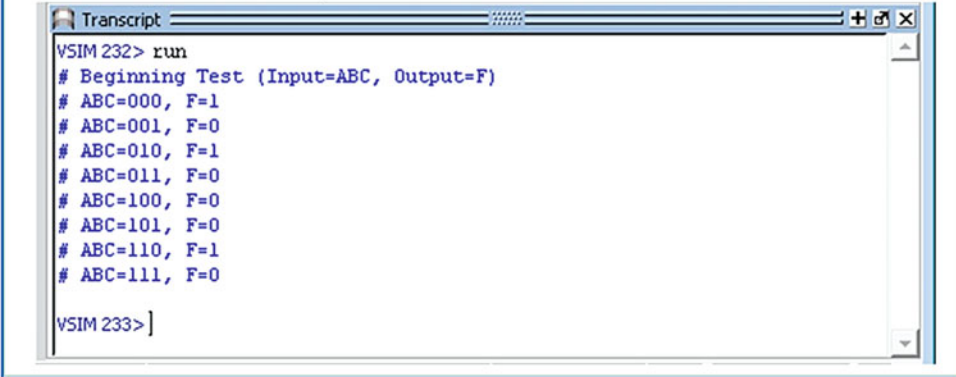 Transcript
VSIM 232> run
# Beginning Test (Input=ABC, Output=F)
# ABC=000, F=1
# ABC=001, F=0
# ABC=010, F=1
# ABC=011, F=0
# ABC=100, F=0
# ABC=101, F=0
# ABC=110, F=1
# ABC=111, F=0
VSIM 233>